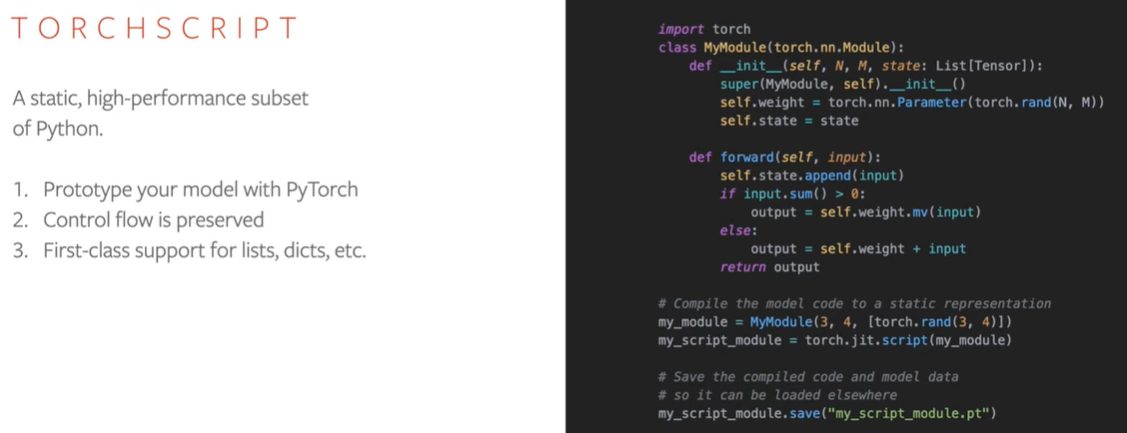 TORCHSCRIPT
A static, high-performance subset
of Python.
1. Prototype your model with PyTorch
2. Control flow is preserved
3. First-class support for lists, dicts, etc.
import torch
class MyModule(torch.nn.Module):
    def __init__(self, N, M, state: List[Tensor]):
        super(MyModule, self).__init__()
        self.weight = torch.nn.Parameter(torch.rand(N, M))
        self.state = state
    def forward(self, input):
        self.state.append(input)
        if input.sum() > 0:
            output = self.weight.mv(input)
        else:
            output = self.weight + input
        return output
# Compile the model code to a static representation
my_module = MyModule(3, 4, [torch.rand(3, 4)])
my_script_module = torch.jit.script(my_module)
# Save the compiled code and model data
# so it can be loaded elsewhere
my_script_module.save("my_script_module.pt")